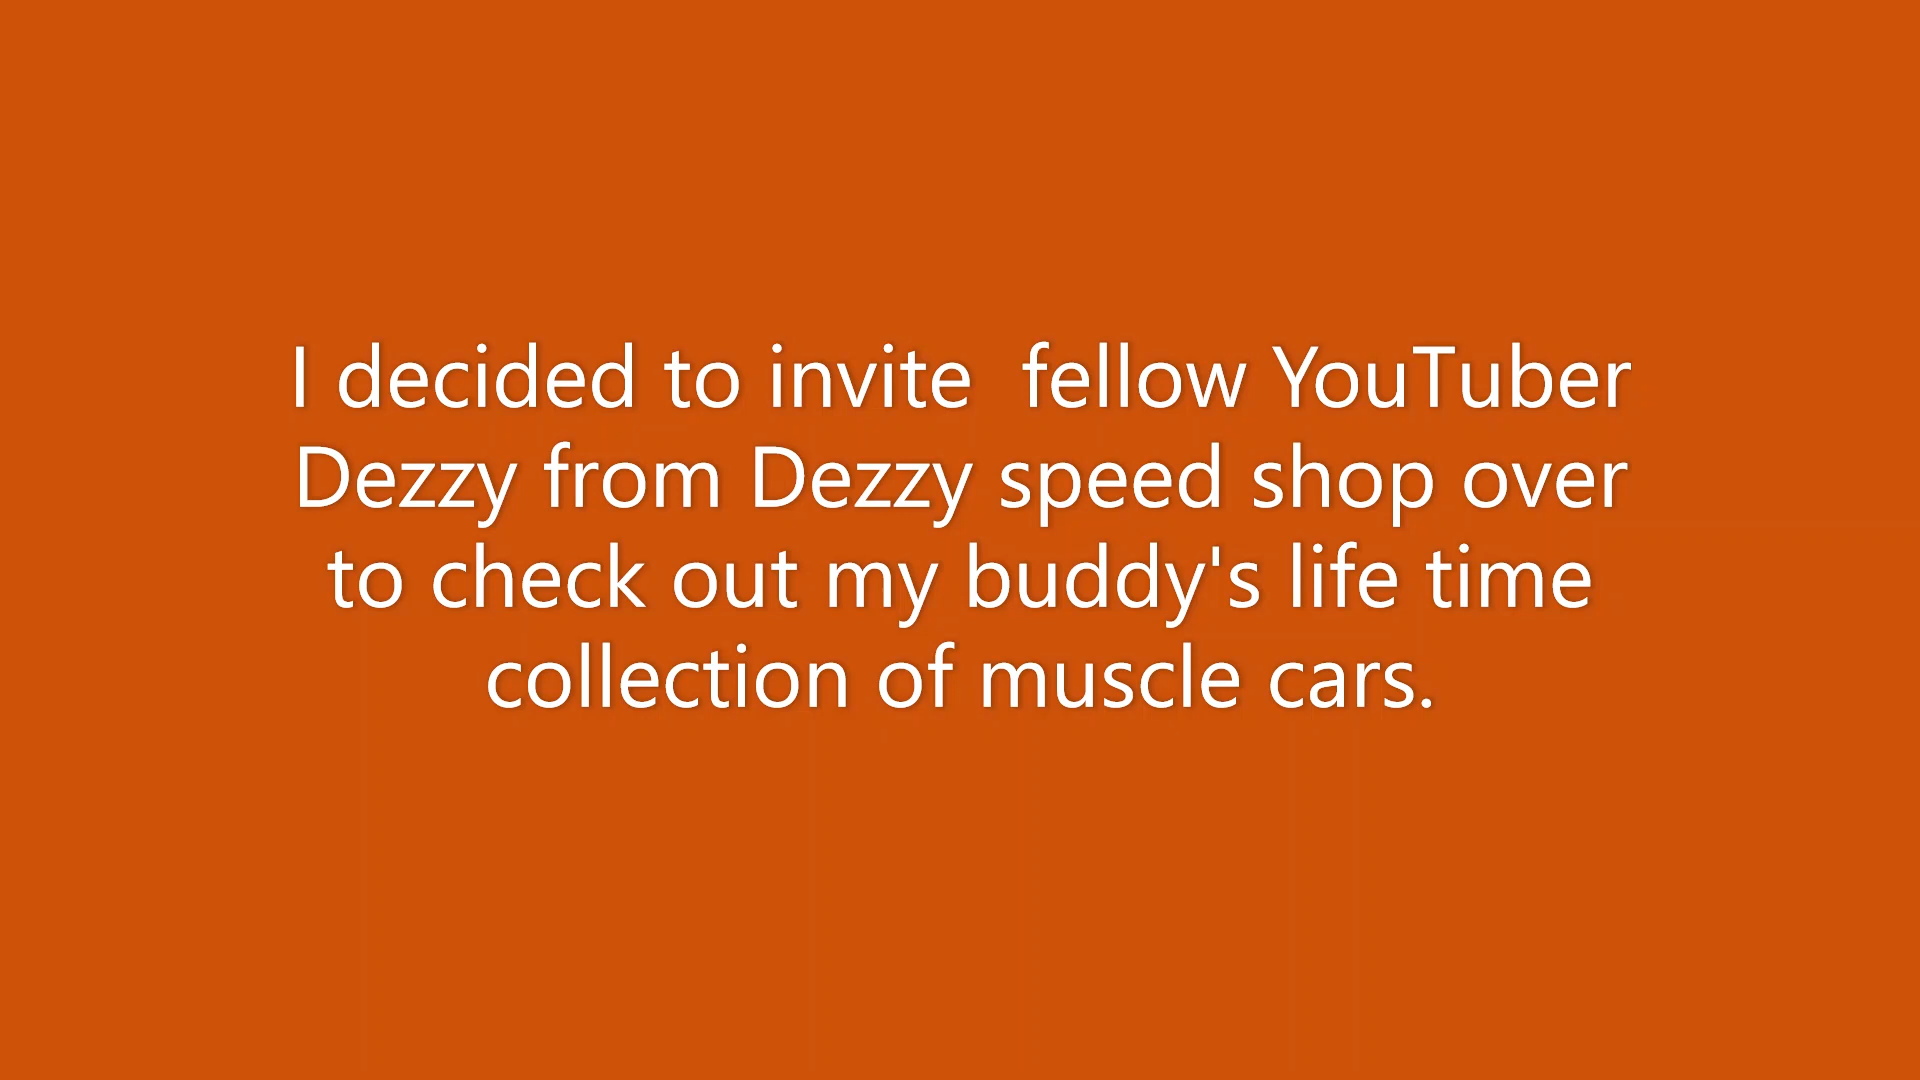 I decided to invite  fellow YouTuber
Dezzy from Dezzy speed shop over
to check out my buddy's life time
collection of muscle cars.